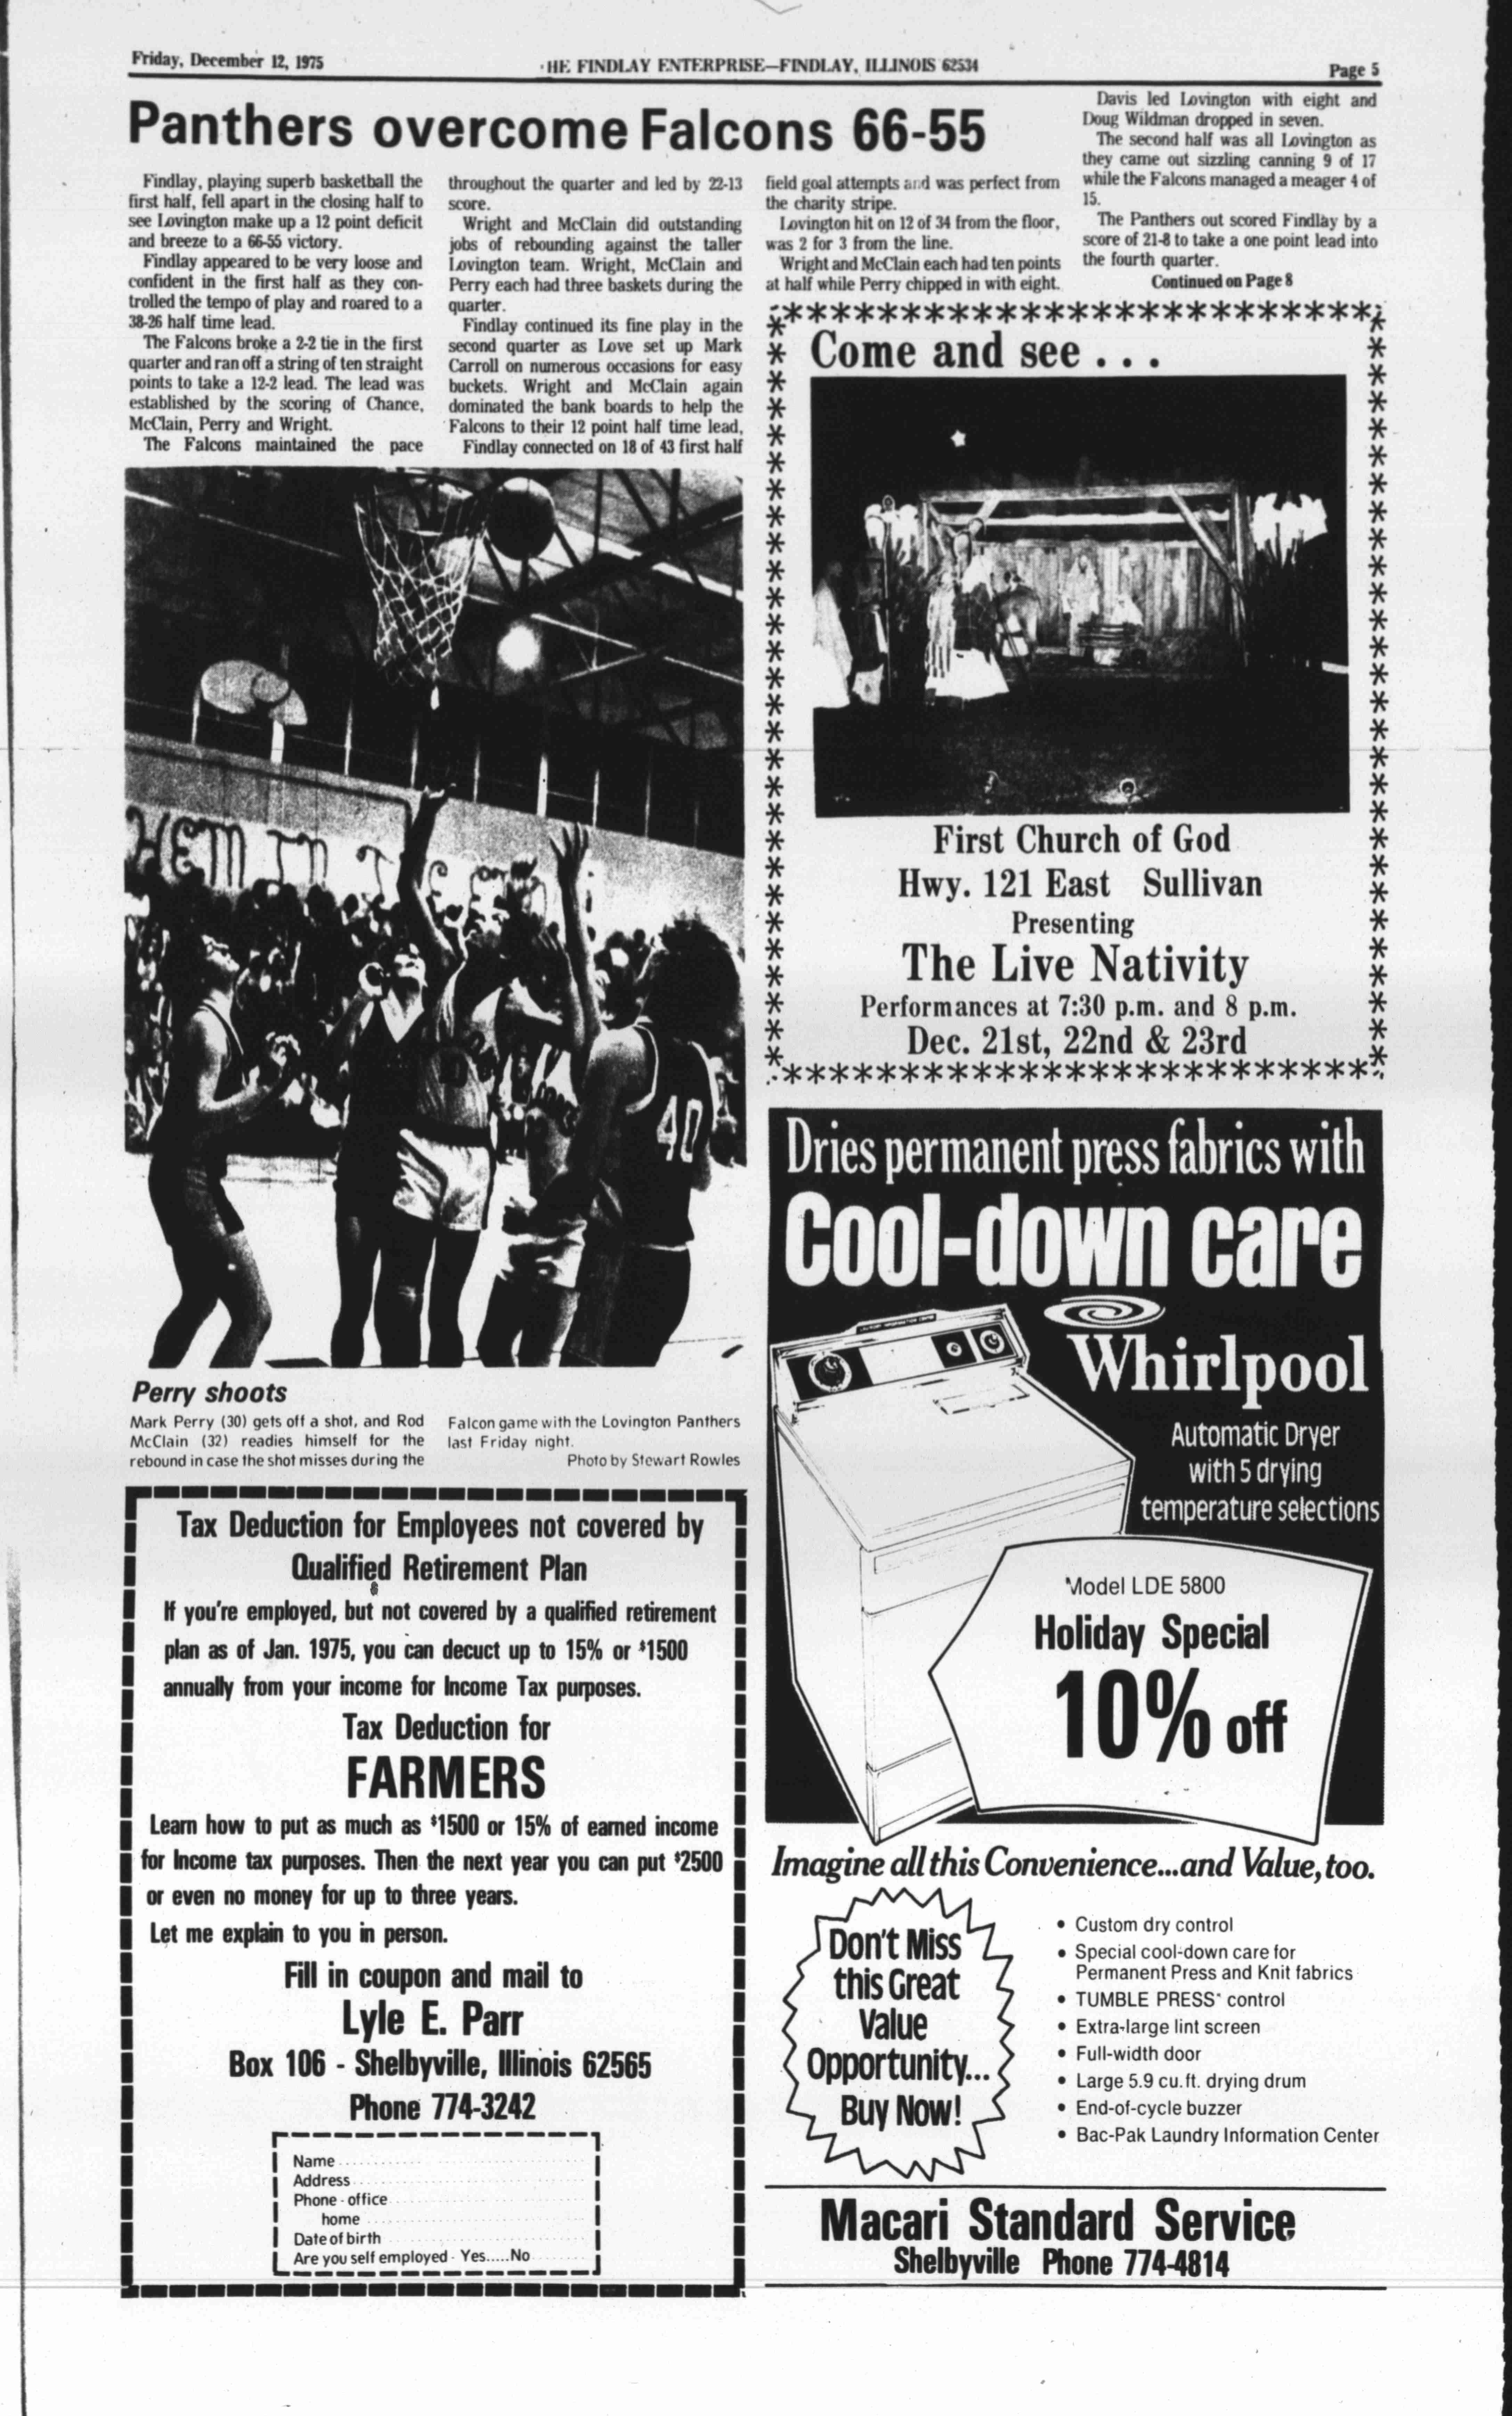 Friday, December 12, 1975
HE FINDLAY ENTERPRISE—FINDLAY, ILLINOIS 62534
Page 5
Panthers overcome Falcons 66-55
Findlay, playing superb basketball the
first half, fell apart in the closing half to
see Lovington make up a 12 point deficit
and breeze to a 66-55 victory.
Findlay appeared to be very loose and
confident in the first half as they con-
trolled the tempo of play and roared to a
38-26 half time lead.
The Falcons broke a 2-2 tie in the first
quarter and ran off a string of ten straight
points to take a 12-2 lead. The lead was
established by the scoring of Chance,
McClain, Perry and Wright.
The Falcons maintained the pace
throughout the quarter and led by 22-13
score.
Wright and McClain did outstanding
jobs of rebounding against the taller
Lovington team. Wright, McClain and
Perry each had three baskets during the
quarter.
Findlay continued its fine play in the
second quarter as Love set up Mark
Carroll on numerous occasions for easy
buckets. Wright and McClain again
dominated the bank boards to help the
Falcons to their 12 point half time lead,
Findlay connected on 18 of 43 first half
field goal attempts and was perfect from
the charity stripe.
Lovington hit on 12 of 34 from the floor,
was 2 for 3 from the line.
Wright and McClain each had ten points
at half while Perry chipped in with eight.
Davis led Lovington with eight and
Doug Wildman dropped in seven.
The second half was all Lovington as
they came out sizzling canning 9 of 17
while the Falcons managed a meager 4 of
15.
The Panthers out scored Findlay by a
score of 21-8 to take a one point lead into
the fourth quarter.
Continued on Page 8
HEM IN T
40
Perry shoots
Mark Perry (30) gets off a shot, and Rod
McClain (32) readies himself for the
rebound in case the shot misses during the
Falcon game with the Lovington Panthers
last Friday night.
Photo by Stewart Rowles
Tax Deduction for Employees not covered by
Qualified Retirement Plan
If you're employed, but not covered by a qualified retirement
plan as of Jan. 1975, you can decuct up to 15% or $1500
annually from your income for Income Tax purposes.
Tax Deduction for
FARMERS
Learn how to put as much as $1500 or 15% of earned income
for Income tax purposes. Then the next year you can put $2500
or even no money for up to three years.
Let me explain to you in person.
Fill in coupon and mail to
Lyle E. Parr
Box 106 - Shelbyville, Illinois 62565
Phone 774-3242
Name
Address
Phone - office
home
Date of birth
Are you self employed - Yes.....No
Come and see . . .
First Church of God
Hwy. 121 East Sullivan
Presenting
The Live Nativity
Performances at 7:30 p.m. and 8 p.m.
Dec. 21st, 22nd & 23rd
Dries permanent press fabrics with
Cool-down care
Whirlpool
Automatic Dryer
with 5 drying
temperature selections
Model LDE 5800
Holiday Special
10% off
Imagine all this Convenience...and Value, too.
Don't Miss
this Great
Value
Opportunity...
Buy Now!
• Custom dry control
• Special cool-down care for
Permanent Press and Knit fabrics
• TUMBLE PRESS* control
• Extra-large lint screen
• Full-width door
• Large 5.9 cu. ft. drying drum
• End-of-cycle buzzer
• Bac-Pak Laundry Information Center
Macari Standard Service
Shelbyville Phone 774-4814